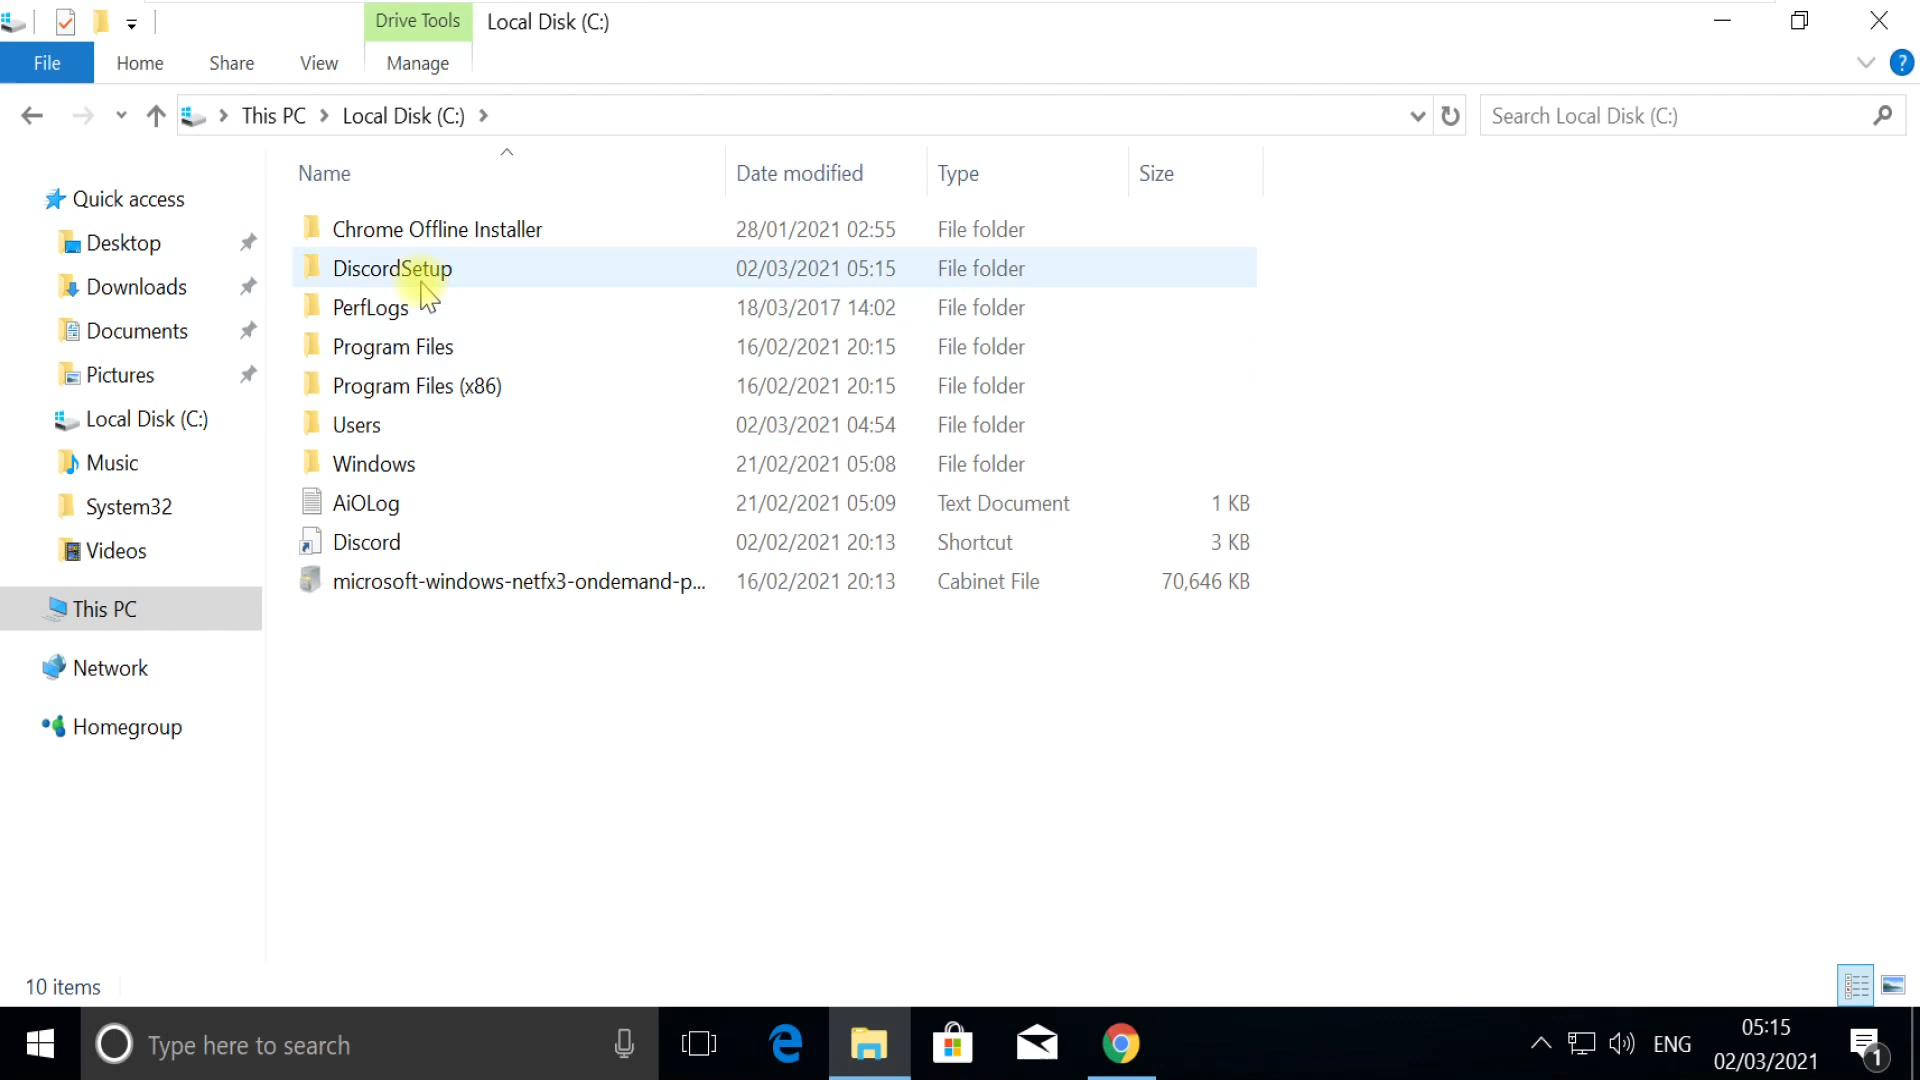 Drive Tools Local Disk (C:)
File Home Share View Manage
This PC Local Disk (C:)
Search Local Disk (C:)
Name Date modified Type Size
Quick access
Desktop
Downloads
Documents
Pictures
Local Disk (C:)
Music
System32
Videos
This PC
Network
Homegroup
Chrome Offline Installer 28/01/2021 02:55 File folder
DiscordSetup 02/03/2021 05:15 File folder
PerfLogs 18/03/2017 14:02 File folder
Program Files 16/02/2021 20:15 File folder
Program Files (x86) 16/02/2021 20:15 File folder
Users 02/03/2021 04:54 File folder
Windows 21/02/2021 05:08 File folder
AiOLog 21/02/2021 05:09 Text Document 1 KB
Discord 02/02/2021 20:13 Shortcut 3 KB
microsoft-windows-netfx3-ondemand-p... 16/02/2021 20:13 Cabinet File 70,646 KB
10 items
Type here to search
ENG
05:15
02/03/2021
1